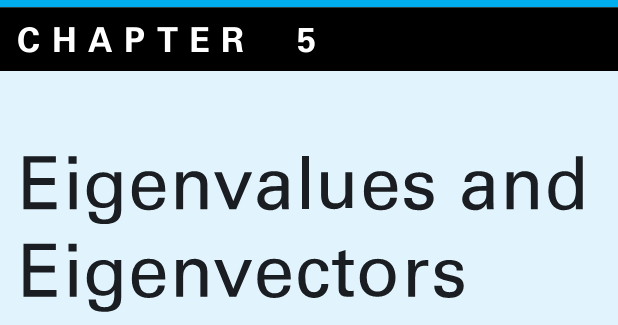 CHAPTER 5
Eigenvalues and
Eigenvectors